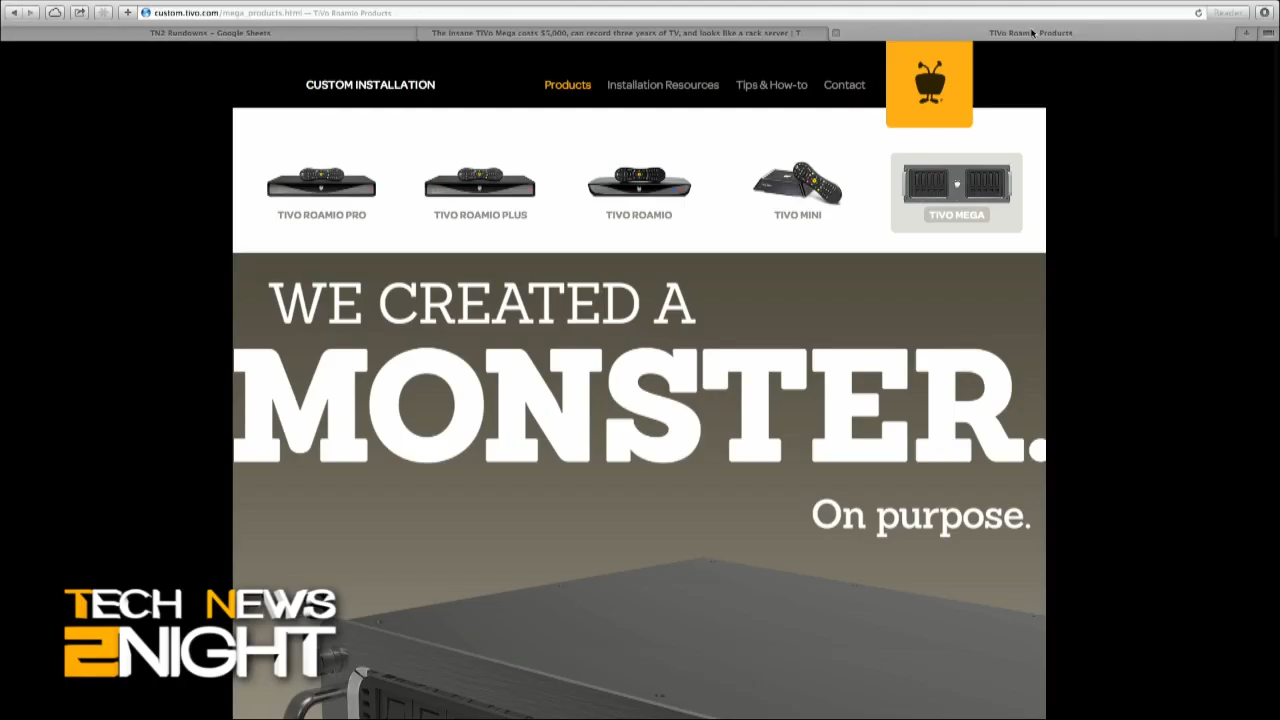 custom.tivo.com/mega_products.html — TiVo Roamio Products
Reader
TN2 Rundowns – Google Sheets
The insane TiVo Mega costs $5,000, can record three years of TV, and looks like a rack server | T
TiVo Roamio Products
CUSTOM INSTALLATION
Products
Installation Resources
Tips & How-to
Contact
TIVO ROAMIO PRO
TIVO ROAMIO PLUS
TIVO ROAMIO
TIVO MINI
TIVO MEGA
WE CREATED A
MONSTER.
On purpose.
TECH NEWS
2NIGHT